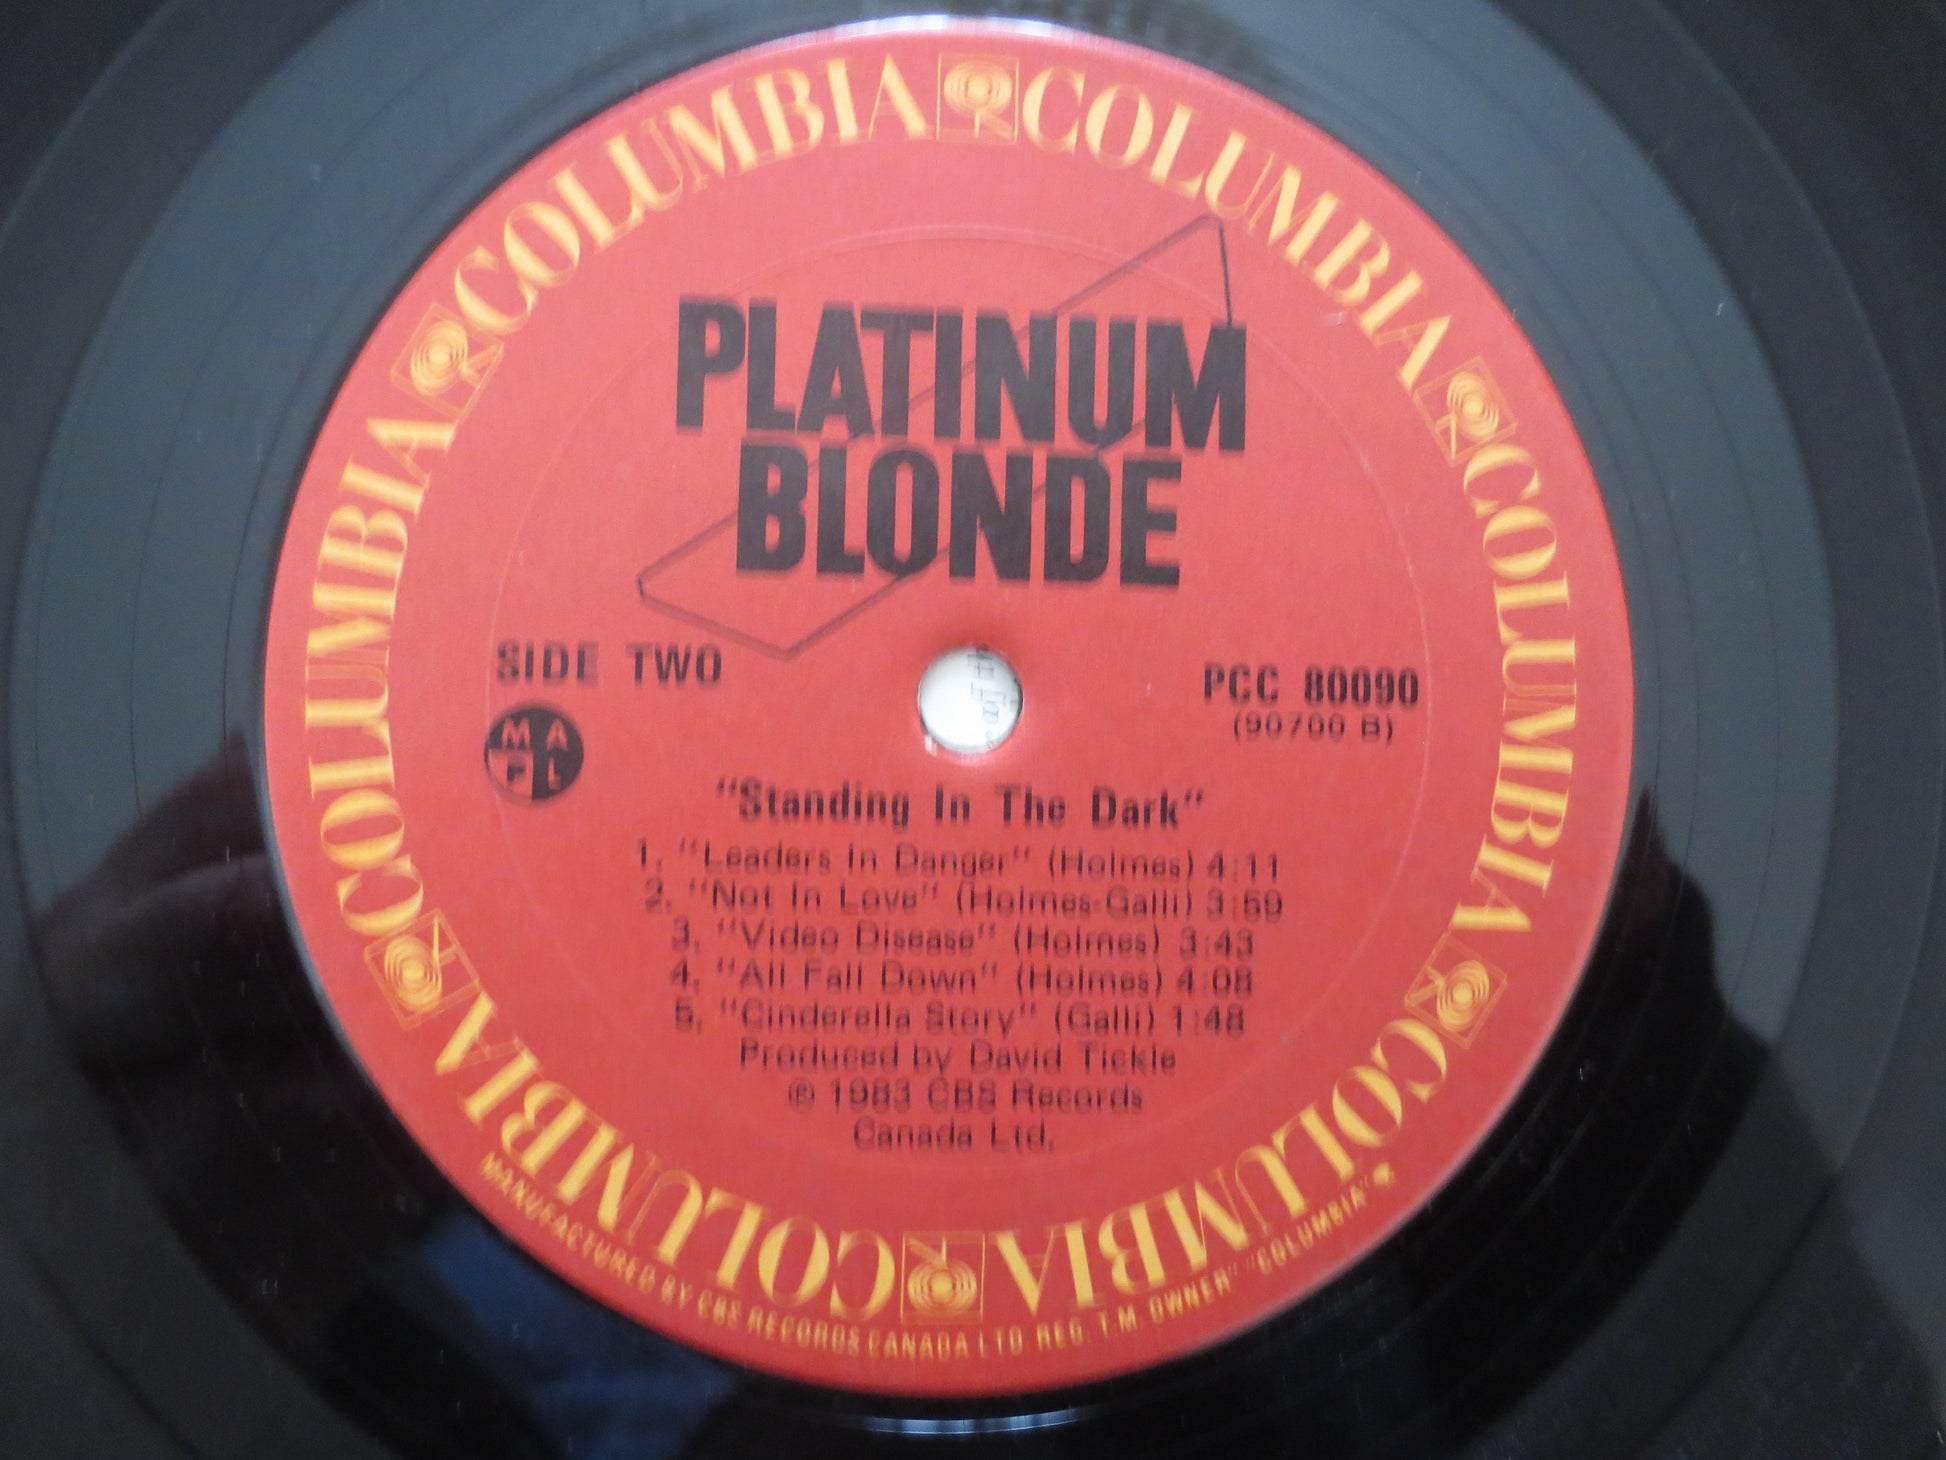 COLUMBIA COLUMBIA COLUMBIA COLUMBIA COLUMBIA COLUMBIA COLUMBIA COLUMBIA
PLATINUM
BLONDE
SIDE TWO
PCC 80090
(90700 B)
M A
P L
"Standing In The Dark"
1. "Leaders In Danger" (Holmes) 4:11
2. "Not In Love" (Holmes-Galli) 3:59
3. "Video Disease" (Holmes) 3:43
4. "All Fall Down" (Holmes) 4:08
5. "Cinderella Story" (Galli) 1:48
Produced by David Tickle
℗ 1983 CBS Records
Canada Ltd.
MANUFACTURED BY CBS RECORDS CANADA LTD REG. T.M. OWNER" "COLUMBIA"